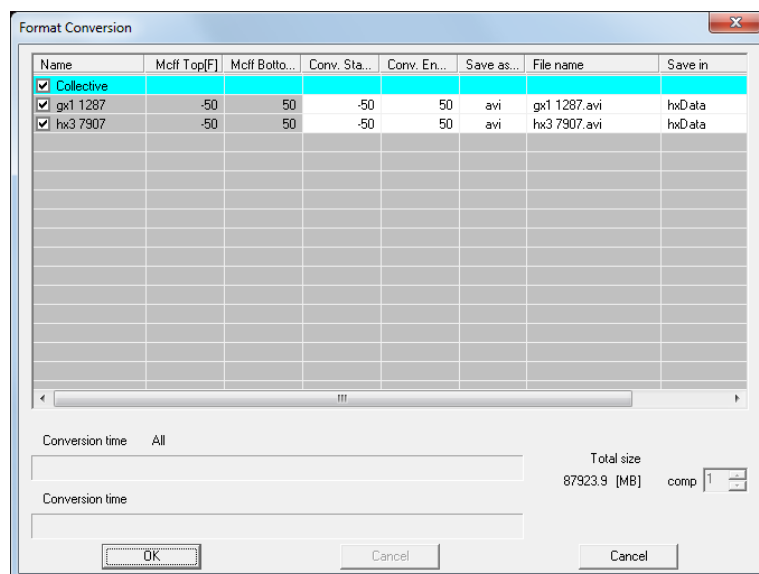 Format Conversion
Name Mcff Top[F] Mcff Botto... Conv. Sta... Conv. En... Save as... File name Save in
Collective
gx1 1287 -50 50 -50 50 avi gx1 1287.avi hxData
hx3 7907 -50 50 -50 50 avi hx3 7907.avi hxData
Conversion time All
Total size
87923.9 [MB] comp 1
Conversion time
OK Cancel Cancel